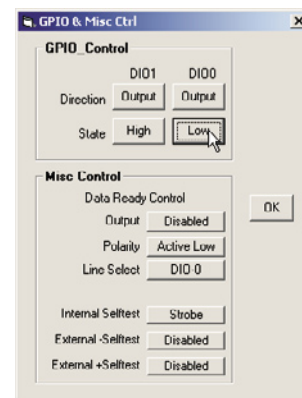 GPIO & Misc Ctrl
GPIO_Control
DIO1 DIO0
Direction Output Output
State High Low
Misc Control
Data Ready Control
Output Disabled
Polarity Active Low
Line Select DIO-0
OK
Internal Selftest Strobe
External -Selftest Disabled
External +Selftest Disabled